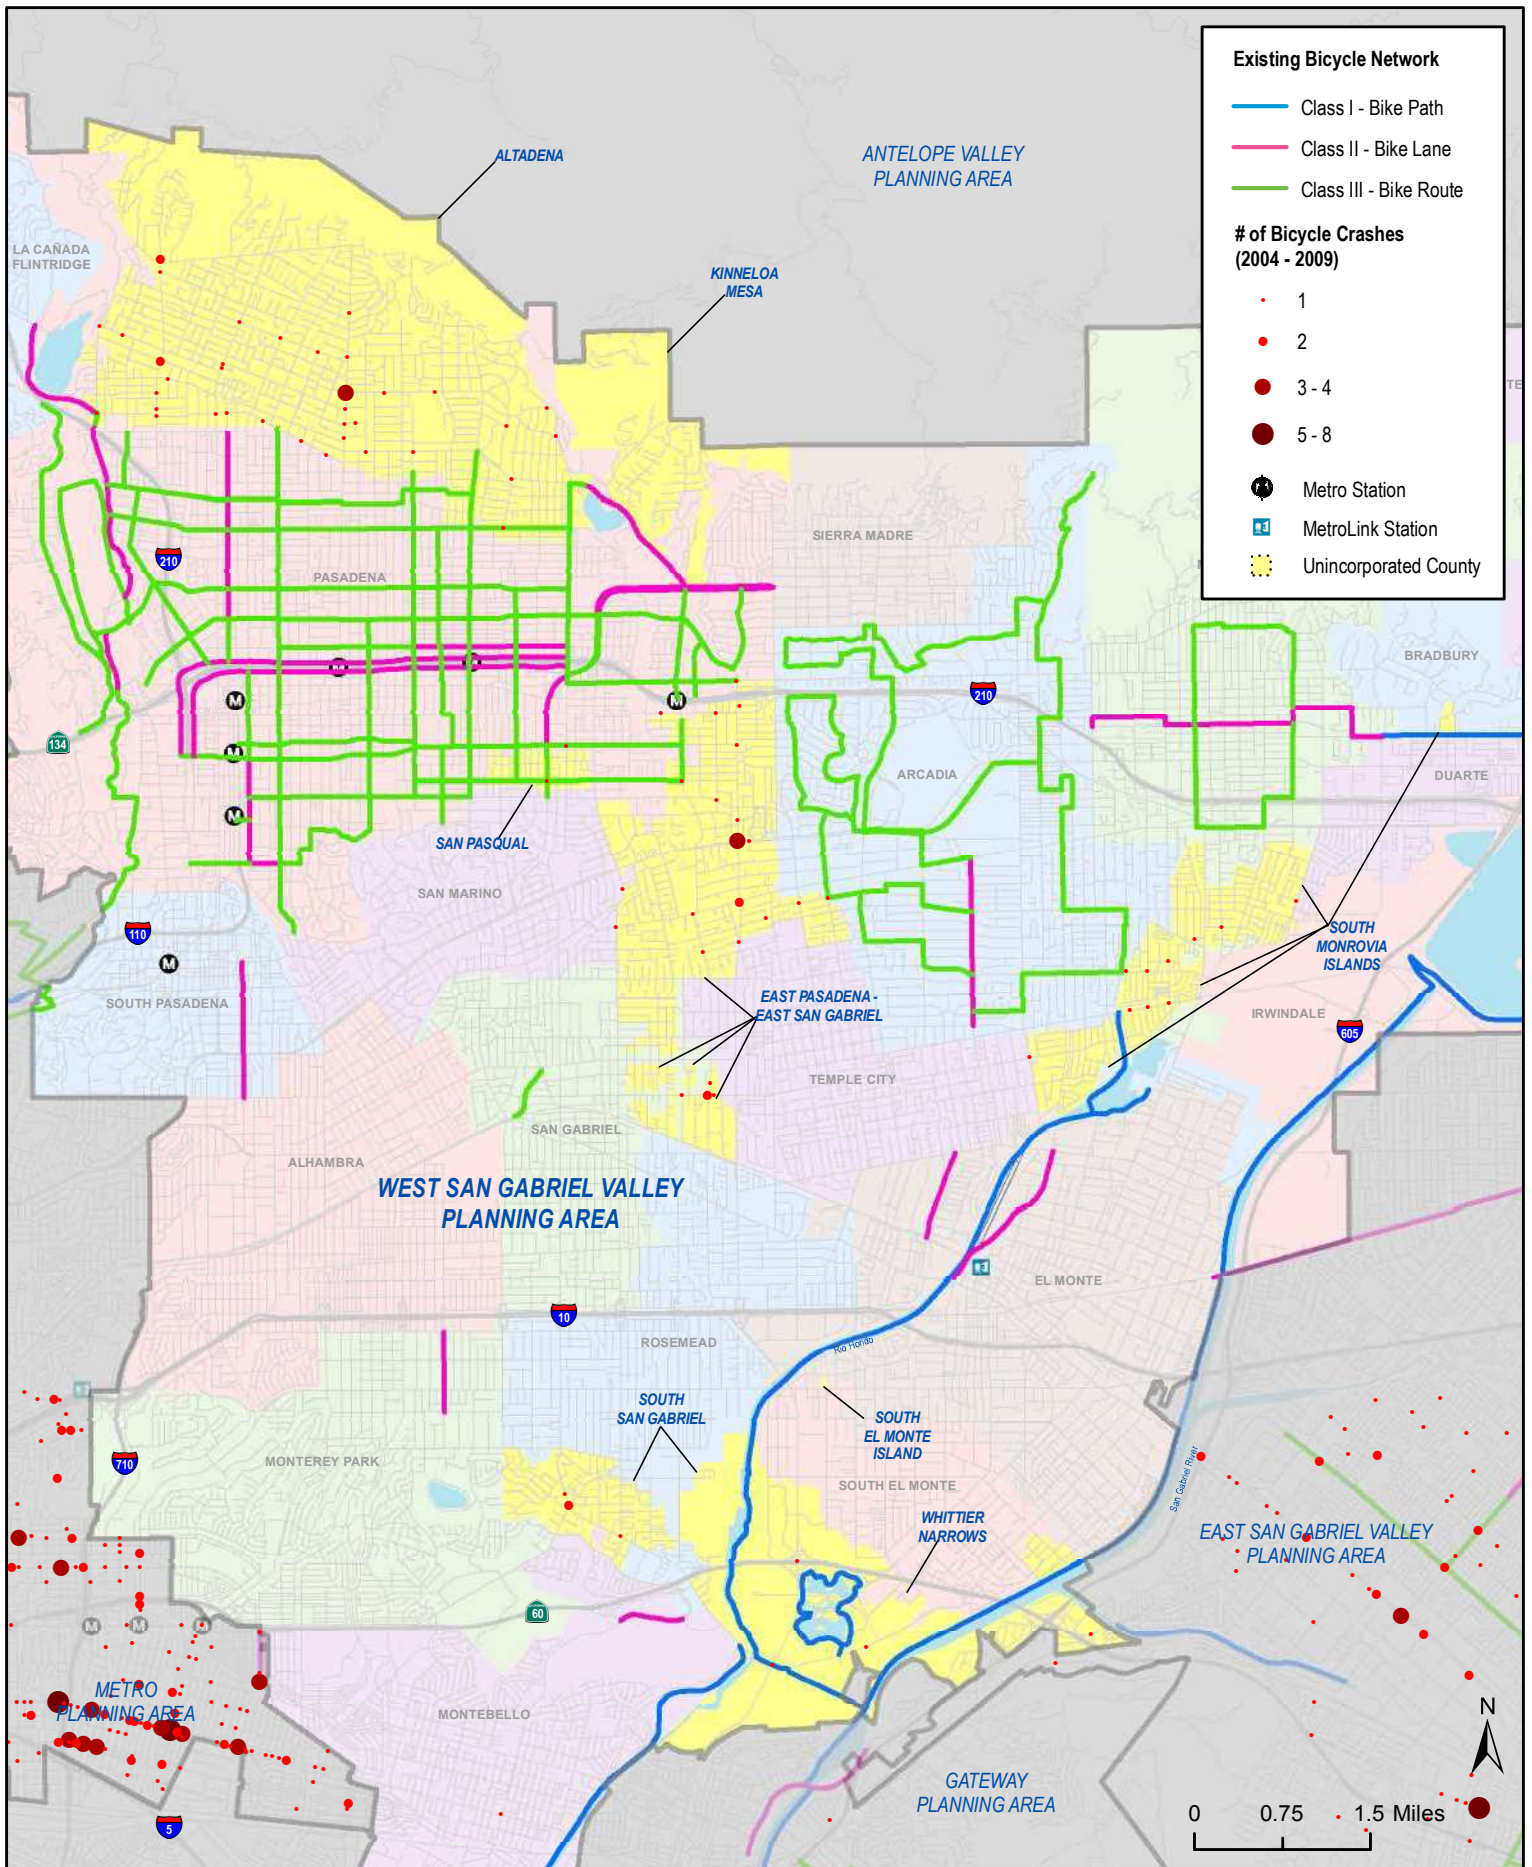 Existing Bicycle Network
Class I - Bike Path
Class II - Bike Lane
Class III - Bike Route
# of Bicycle Crashes
(2004 - 2009)
1
2
3 - 4
5 - 8
M Metro Station
MetroLink Station
Unincorporated County
ALTADENA
ANTELOPE VALLEY
PLANNING AREA
LA CAÑADA
FLINTRIDGE
KINNELOA
MESA
TE
SIERRA MADRE
210
PASADENA
BRADBURY
M
M
M
M
210
134
M
ARCADIA
DUARTE
M
SAN PASQUAL
SAN MARINO
110
M
SOUTH
MONROVIA
ISLANDS
SOUTH PASADENA
EAST PASADENA -
EAST SAN GABRIEL
IRWINDALE
605
TEMPLE CITY
SAN GABRIEL
ALHAMBRA
WEST SAN GABRIEL VALLEY
PLANNING AREA
EL MONTE
10
ROSEMEAD
Rio Hondo
SOUTH
SAN GABRIEL
SOUTH
EL MONTE
ISLAND
710
MONTEREY PARK
SOUTH EL MONTE
San Gabriel River
WHITTIER
NARROWS
EAST SAN GABRIEL VALLEY
PLANNING AREA
60
M
M
M
METRO
PLANNING AREA
MONTEBELLO
N
GATEWAY
PLANNING AREA
0 0.75 1.5 Miles
5